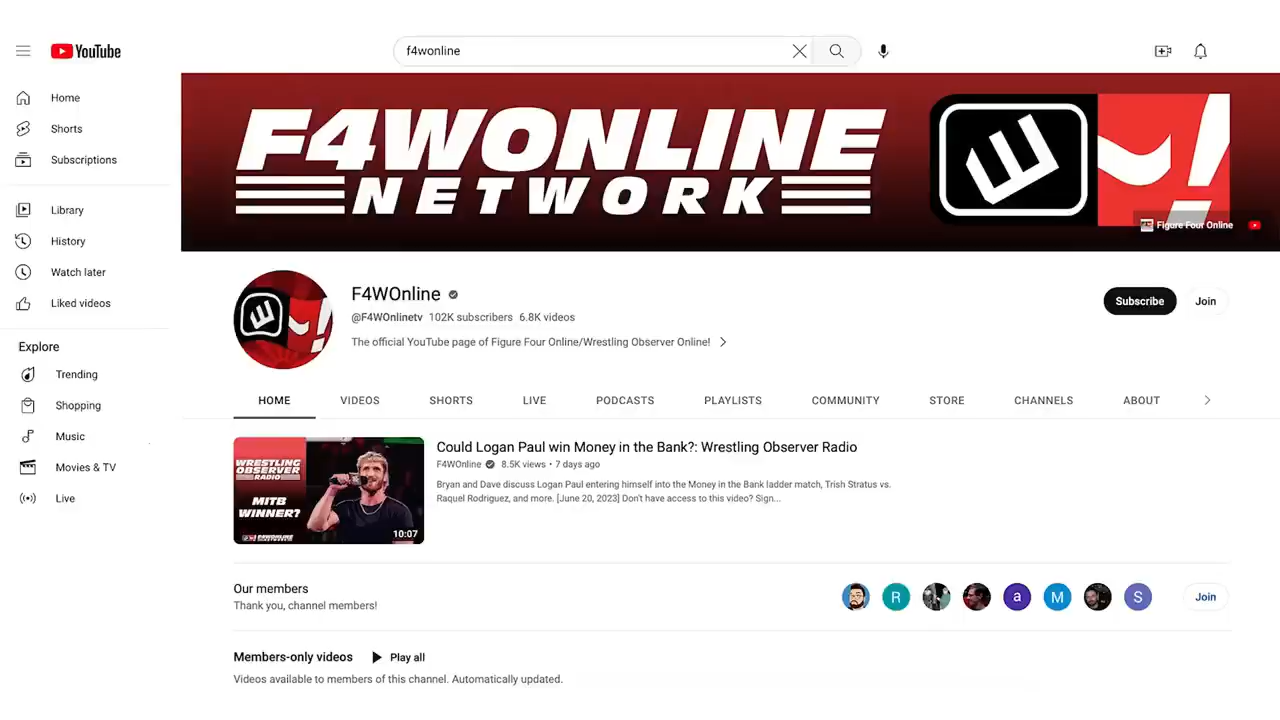 YouTube
f4wonline
Home
Shorts
Subscriptions
Library
History
Watch later
Liked videos
Explore
Trending
Shopping
Music
Movies & TV
Live
F4WONLINE
NETWORK
Figure Four Online
F4WOnline
@F4WOnlinetv 102K subscribers 6.8K videos
The official YouTube page of Figure Four Online/Wrestling Observer Online!
Subscribe
Join
HOME VIDEOS SHORTS LIVE PODCASTS PLAYLISTS COMMUNITY STORE CHANNELS ABOUT
WRESTLING
OBSERVER
RADIO
MITB
WINNER?
F4WONLINE
10:07
Could Logan Paul win Money in the Bank?: Wrestling Observer Radio
F4WOnline 8.5K views • 7 days ago
Bryan and Dave discuss Logan Paul entering himself into the Money in the Bank ladder match, Trish Stratus vs.
Raquel Rodriguez, and more. [June 20, 2023] Don't have access to this video? Sign...
Our members
Thank you, channel members!
R a M S
Join
Members-only videos Play all
Videos available to members of this channel. Automatically updated.